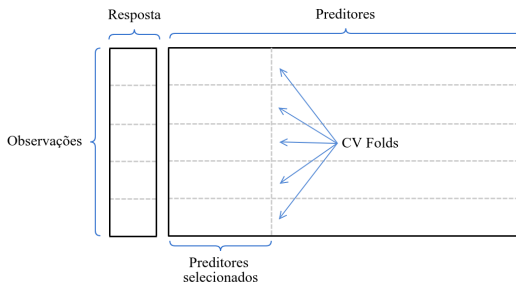 Resposta
Preditores
Observações
CV Folds
Preditores
selecionados